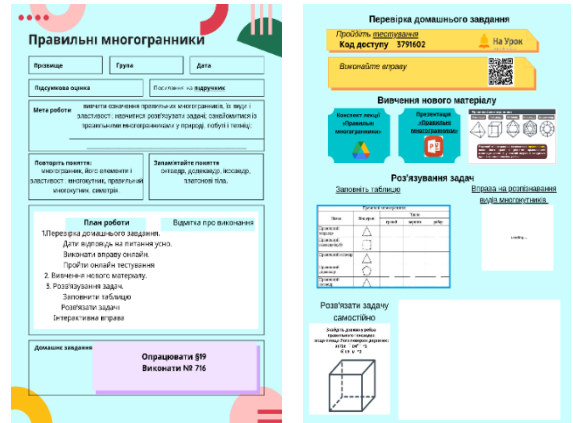 Правильні многогранники
Прізвище
Група
Дата
Підсумкова оцінка
Посилання на підручник
Мета роботи
вивчити означення правильних многогранників, їх види і
властивості; навчитися розв'язувати задачі; ознайомитися із
правильними многогранниками у природі, побуті і техніці.
Повторіть поняття:
многогранник, його елементи і
властивості: многокутник, правильний
многокутник, симетрія.
Запам'ятайте поняття
октаедр, додекаедр, ікосаедр,
платонові тіла.
План роботи
Відмітка про виконання
1.Перевірка домашнього завдання.
Дати відповідь на питання усно.
Виконати вправу онлайн.
Пройти онлайн тестування
2. Вивчення нового матеріалу.
3. Розв'язування задач.
Заповнити таблицю
Розв'язати задачі
Інтерактивна вправа
Домашнє завдання
Опрацювати §19
Виконати № 716
Перевірка домашнього завдання
Пройдіть тестування
Код доступу 3791602
На Урок
Виконайте вправу
Вивчення нового матеріалу
Конспект лекції
«Правильні
многогранники»
Презентація
«Правильні
многогранники»
Розв'язування задач
Заповніть таблицю
Вправа на розпізнавання
видів многокутників.
Розв'язати задачу
самостійно